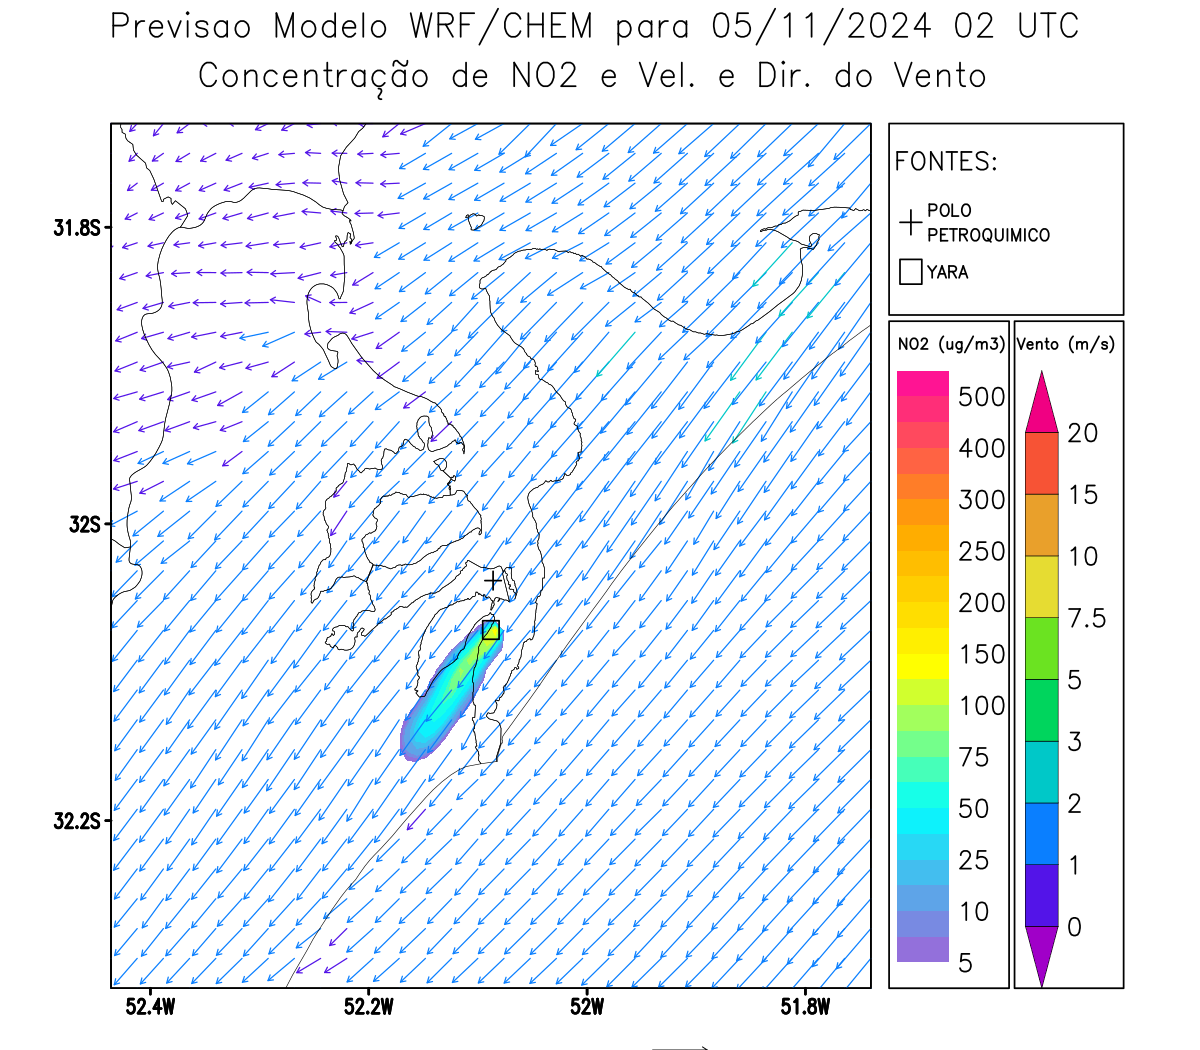 Previsao Modelo WRF/CHEM para 05/11/2024 02 UTC
Concentração de NO2 e Vel. e Dir. do Vento
FONTES:
POLO
PETROQUIMICO
YARA
31.8S
32S
32.2S
52.4W
52.2W
52W
51.8W
NO2 (ug/m3)
500
400
300
250
200
150
100
75
50
25
10
5
Vento (m/s)
20
15
10
7.5
5
3
2
1
0